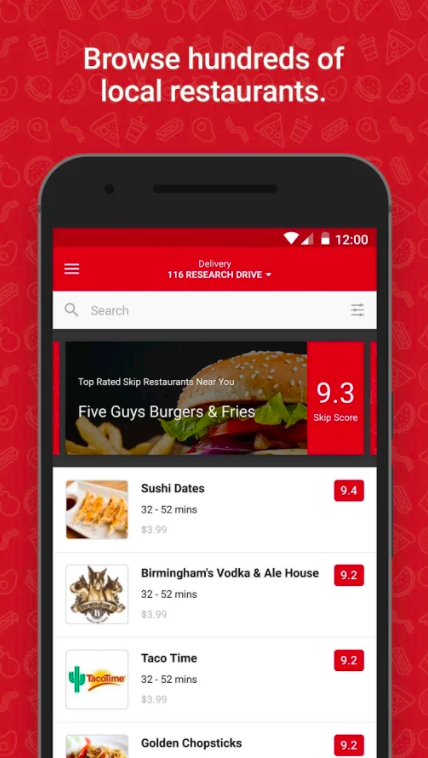 Browse hundreds of
local restaurants.
12:00
Delivery
116 RESEARCH DRIVE
Search
Top Rated Skip Restaurants Near You
Five Guys Burgers & Fries
9.3
Skip Score
Sushi Dates
9.4
32 - 52 mins
$3.99
Birmingham's Vodka & Ale House
9.2
32 - 52 mins
$3.99
B
Taco Time
9.2
TacoTime
32 - 52 mins
$3.99
Golden Chopsticks
9.2